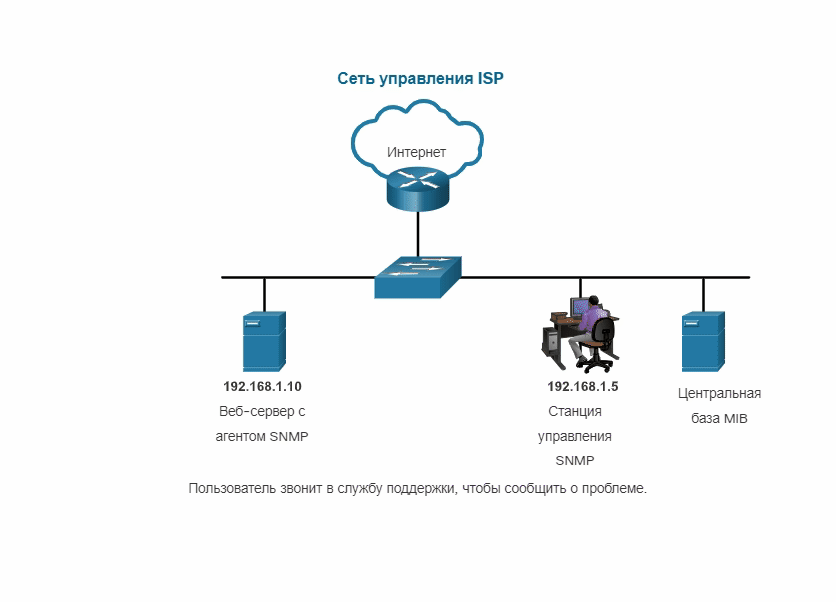 Сеть управления ISP
Интернет
192.168.1.10
Веб-сервер с
агентом SNMP
192.168.1.5
Станция
управления
SNMP
Центральная
база MIB
Пользователь звонит в службу поддержки, чтобы сообщить о проблеме.